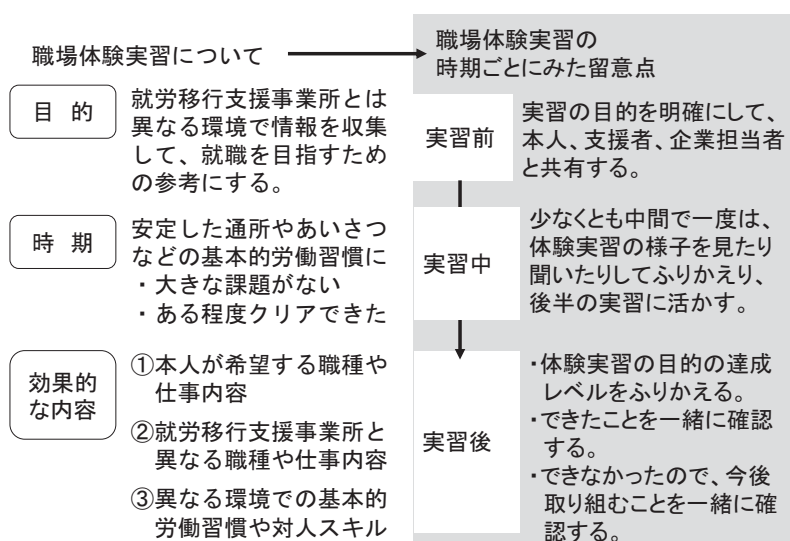 職場体験実習について
目　的
就労移行支援事業所とは
異なる環境で情報を収集
して、就職を目指すため
の参考にする。
時　期
安定した通所やあいさつ
などの基本的労働習慣に
・大きな課題がない
・ある程度クリアできた
効果的
な内容
①本人が希望する職種や
仕事内容
②就労移行支援事業所と
異なる職種や仕事内容
③異なる環境での基本的
労働習慣や対人スキル
職場体験実習の
時期ごとにみた留意点
実習前
実習の目的を明確にして、
本人、支援者、企業担当者
と共有する。
実習中
少なくとも中間で一度は、
体験実習の様子を見たり
聞いたりしてふりかえり、
後半の実習に活かす。
実習後
・体験実習の目的の達成
レベルをふりかえる。
・できたことを一緒に確認
する。
・できなかったので、今後
取り組むことを一緒に確
認する。